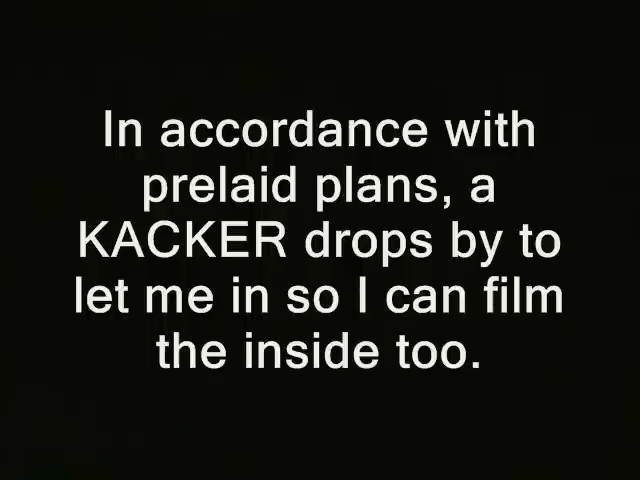 In accordance with
prelaid plans, a
KACKER drops by to
let me in so I can film
the inside too.